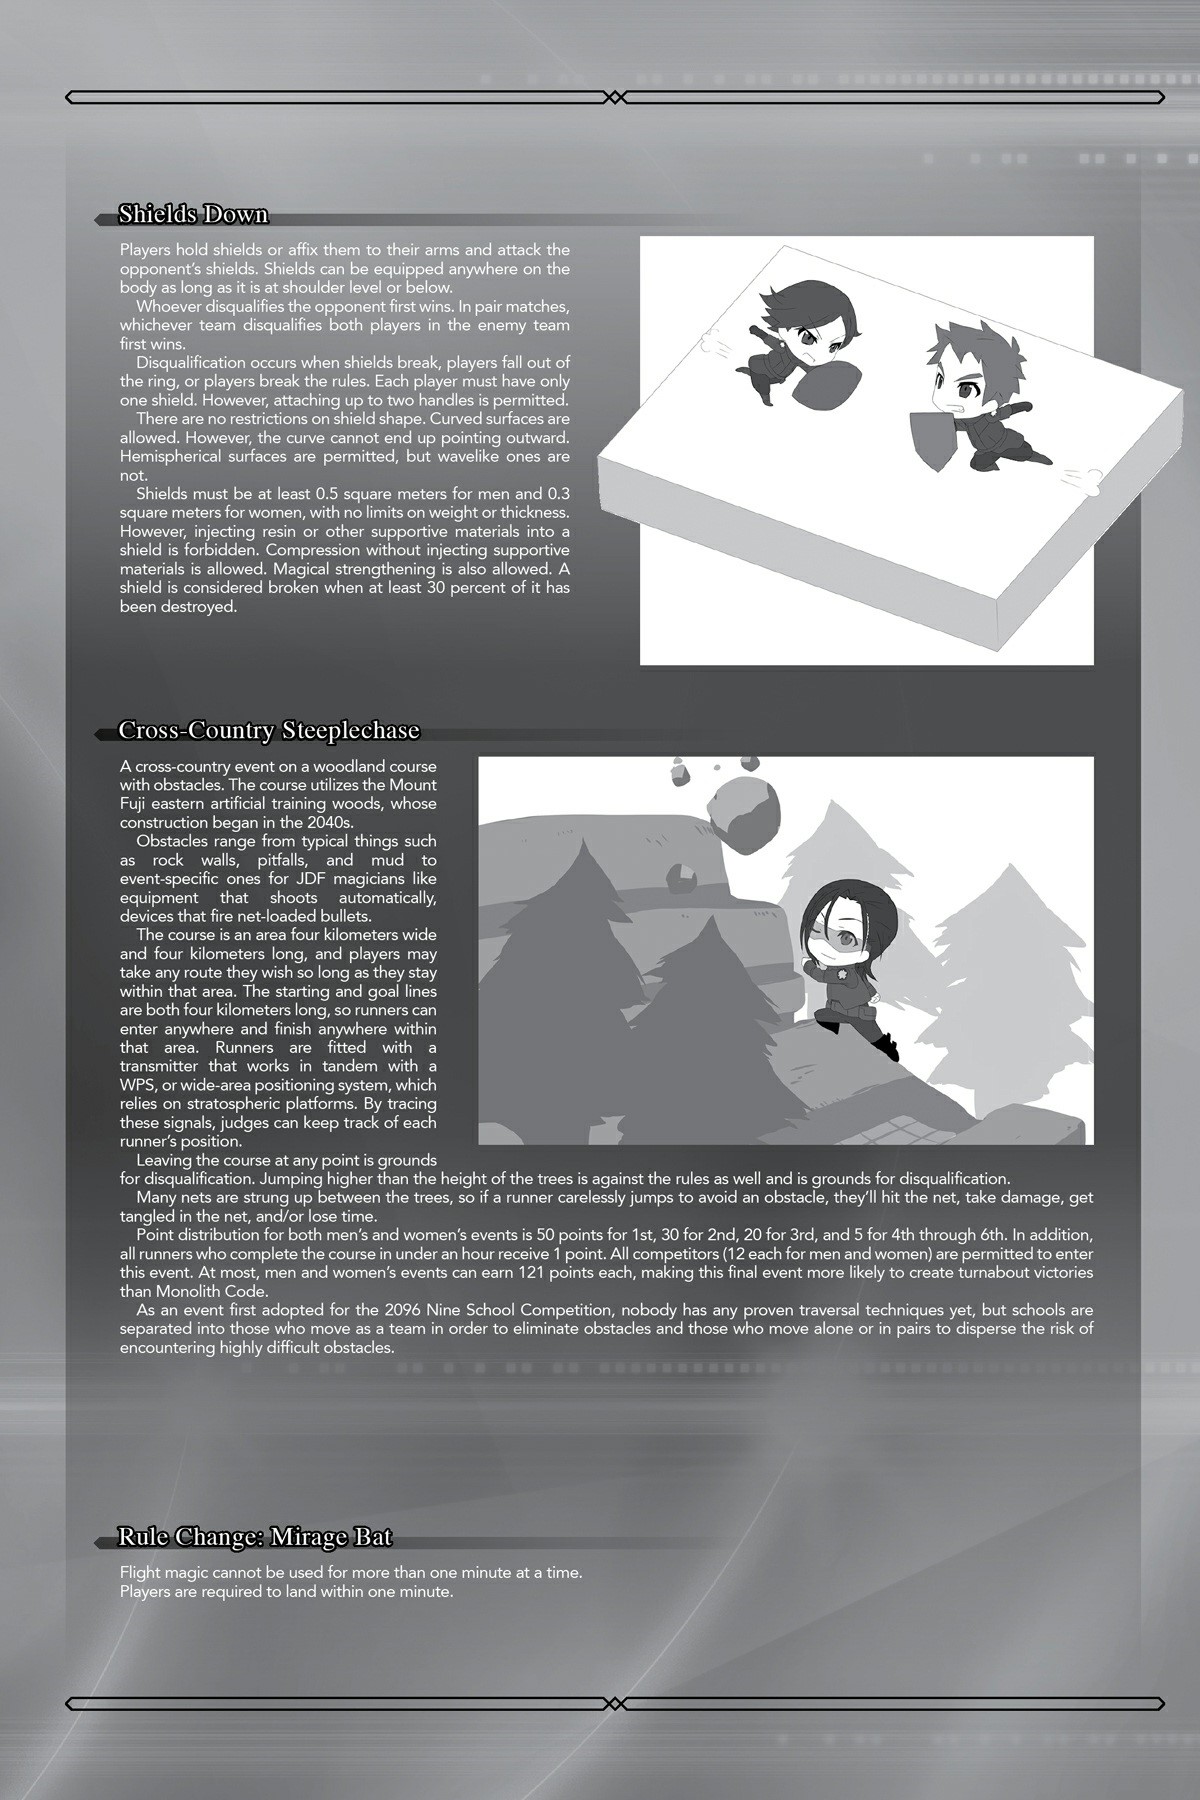 Shields Down
Players hold shields or affix them to their arms and attack the
opponent's shields. Shields can be equipped anywhere on the
body as long as it is at shoulder level or below.
Whoever disqualifies the opponent first wins. In pair matches,
whichever team disqualifies both players in the enemy team
first wins.
Disqualification occurs when shields break, players fall out of
the ring, or players break the rules. Each player must have only
one shield. However, attaching up to two handles is permitted.
There are no restrictions on shield shape. Curved surfaces are
allowed. However, the curve cannot end up pointing outward.
Hemispherical surfaces are permitted, but wavelike ones are
not.
Shields must be at least 0.5 square meters for men and 0.3
square meters for women, with no limits on weight or thickness.
However, injecting resin or other supportive materials into a
shield is forbidden. Compression without injecting supportive
materials is allowed. Magical strengthening is also allowed. A
shield is considered broken when at least 30 percent of it has
been destroyed.
Cross-Country Steeplechase
A cross-country event on a woodland course
with obstacles. The course utilizes the Mount
Fuji eastern artificial training woods, whose
construction began in the 2040s.
Obstacles range from typical things such
as rock walls, pitfalls, and mud to
event-specific ones for JDF magicians like
equipment that shoots automatically,
devices that fire net-loaded bullets.
The course is an area four kilometers wide
and four kilometers long, and players may
take any route they wish so long as they stay
within that area. The starting and goal lines
are both four kilometers long, so runners can
enter anywhere and finish anywhere within
that area. Runners are fitted with a
transmitter that works in tandem with a
WPS, or wide-area positioning system, which
relies on stratospheric platforms. By tracing
these signals, judges can keep track of each
runner's position.
Leaving the course at any point is grounds
for disqualification. Jumping higher than the height of the trees is against the rules as well and is grounds for disqualification.
Many nets are strung up between the trees, so if a runner carelessly jumps to avoid an obstacle, they'll hit the net, take damage, get
tangled in the net, and/or lose time.
Point distribution for both men's and women's events is 50 points for 1st, 30 for 2nd, 20 for 3rd, and 5 for 4th through 6th. In addition,
all runners who complete the course in under an hour receive 1 point. All competitors (12 each for men and women) are permitted to enter
this event. At most, men and women's events can earn 121 points each, making this final event more likely to create turnabout victories
than Monolith Code.
As an event first adopted for the 2096 Nine School Competition, nobody has any proven traversal techniques yet, but schools are
separated into those who move as a team in order to eliminate obstacles and those who move alone or in pairs to disperse the risk of
encountering highly difficult obstacles.
Rule Change: Mirage Bat
Flight magic cannot be used for more than one minute at a time.
Players are required to land within one minute.